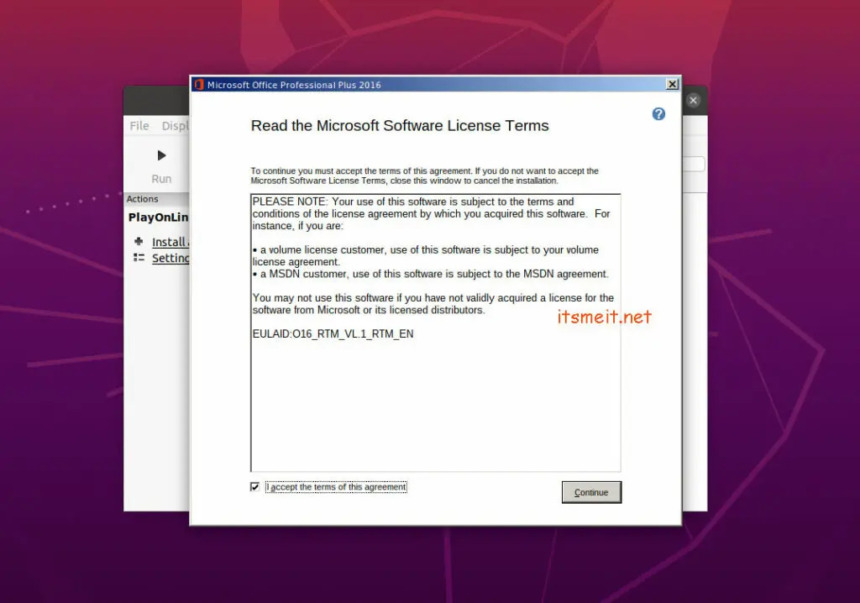 Microsoft Office Professional Plus 2016
File Displ
Run
Actions
PlayOnLin
Install
Setting
Read the Microsoft Software License Terms
To continue you must accept the terms of this agreement. If you do not want to accept the
Microsoft Software License Terms, close this window to cancel the installation.
PLEASE NOTE: Your use of this software is subject to the terms and
conditions of the license agreement by which you acquired this software. For
instance, if you are:
• a volume license customer, use of this software is subject to your volume
license agreement.
• a MSDN customer, use of this software is subject to the MSDN agreement.
You may not use this software if you have not validly acquired a license for the
software from Microsoft or its licensed distributors.
itsmeit.net
EULAID:O16_RTM_VL.1_RTM_EN
I accept the terms of this agreement
Continue